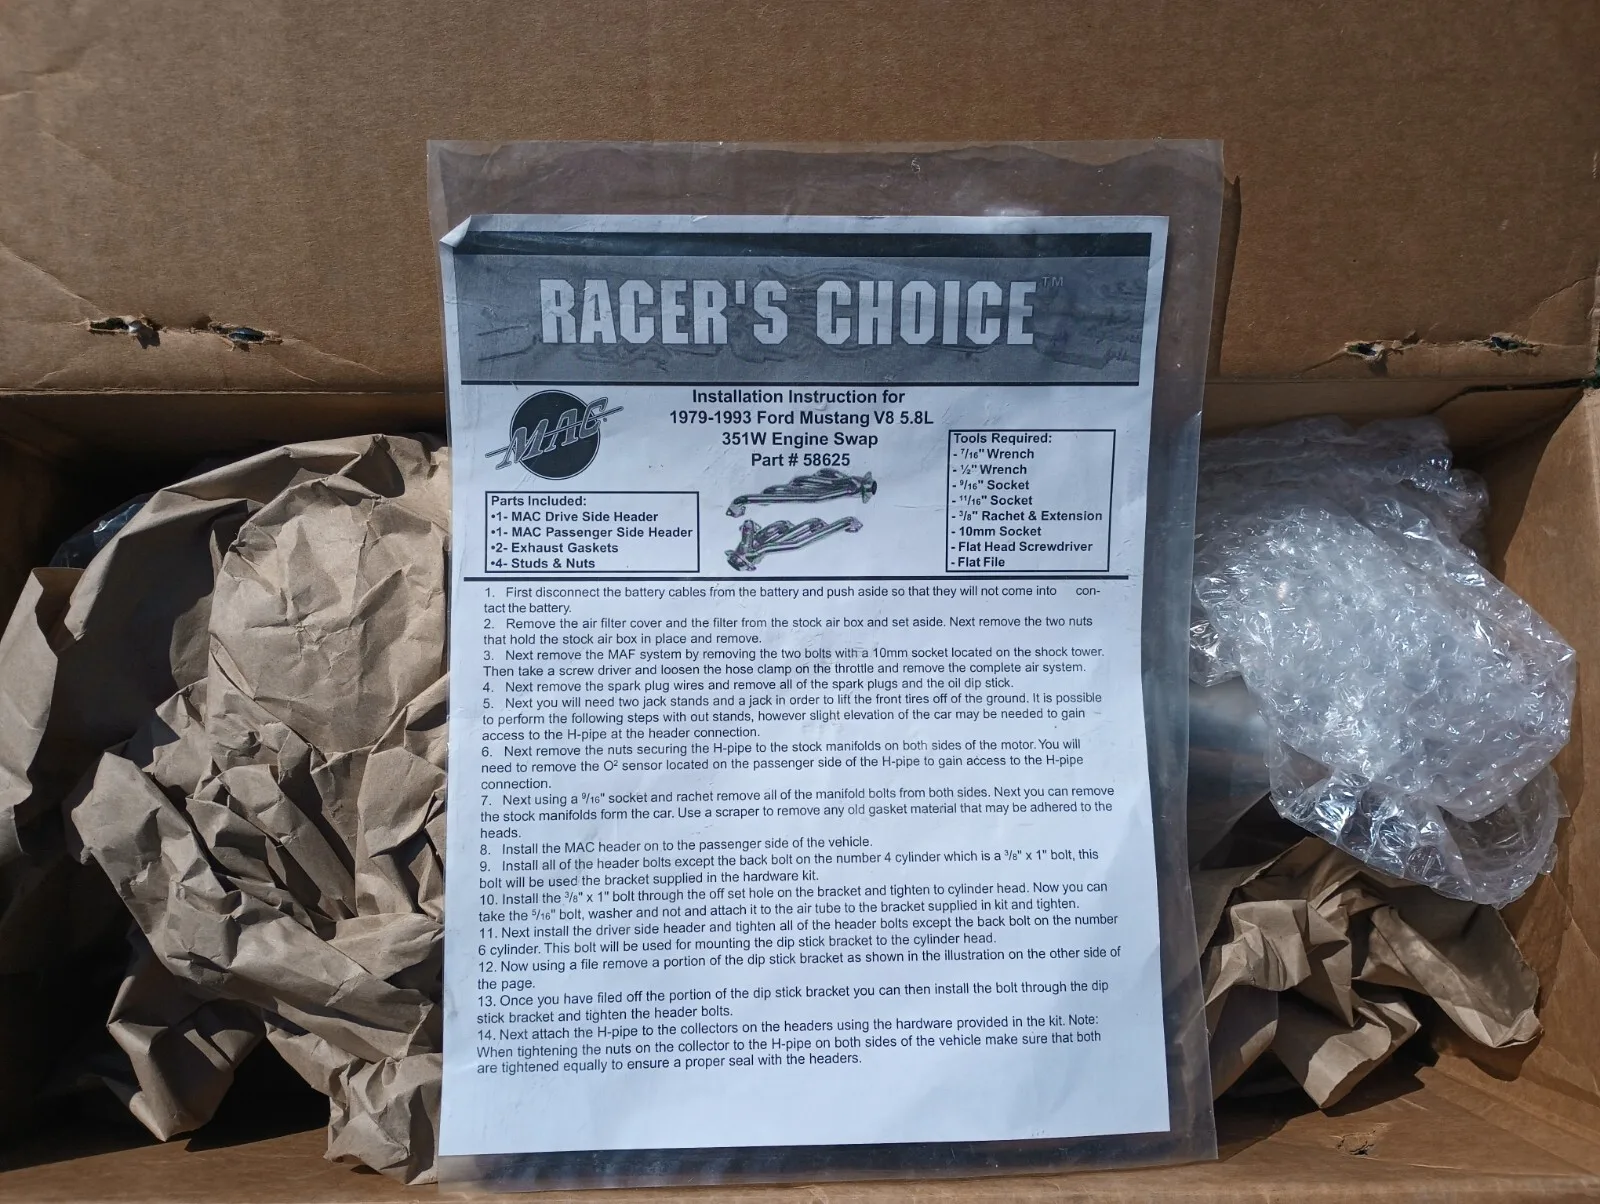 RACER'S CHOICE™
MAC
Installation Instruction for
1979-1993 Ford Mustang V8 5.8L
351W Engine Swap
Part # 58625
Parts Included:
•1- MAC Drive Side Header
•1- MAC Passenger Side Header
•2- Exhaust Gaskets
•4- Studs & Nuts
Tools Required:
- 7/16" Wrench
- ½" Wrench
- 9/16" Socket
- 11/16" Socket
- 3/8" Rachet & Extension
- 10mm Socket
- Flat Head Screwdriver
- Flat File
1. First disconnect the battery cables from the battery and push aside so that they will not come into con-
tact the battery.
2. Remove the air filter cover and the filter from the stock air box and set aside. Next remove the two nuts
that hold the stock air box in place and remove.
3. Next remove the MAF system by removing the two bolts with a 10mm socket located on the shock tower.
Then take a screw driver and loosen the hose clamp on the throttle and remove the complete air system.
4. Next remove the spark plug wires and remove all of the spark plugs and the oil dip stick.
5. Next you will need two jack stands and a jack in order to lift the front tires off of the ground. It is possible
to perform the following steps with out stands, however slight elevation of the car may be needed to gain
access to the H-pipe at the header connection.
6. Next remove the nuts securing the H-pipe to the stock manifolds on both sides of the motor. You will
need to remove the O² sensor located on the passenger side of the H-pipe to gain access to the H-pipe
connection.
7. Next using a 9/16" socket and rachet remove all of the manifold bolts from both sides. Next you can remove
the stock manifolds form the car. Use a scraper to remove any old gasket material that may be adhered to the
heads.
8. Install the MAC header on to the passenger side of the vehicle.
9. Install all of the header bolts except the back bolt on the number 4 cylinder which is a 3/8" x 1" bolt, this
bolt will be used the bracket supplied in the hardware kit.
10. Install the 3/8" x 1" bolt through the off set hole on the bracket and tighten to cylinder head. Now you can
take the 5/16" bolt, washer and not and attach it to the air tube to the bracket supplied in kit and tighten.
11. Next install the driver side header and tighten all of the header bolts except the back bolt on the number
6 cylinder. This bolt will be used for mounting the dip stick bracket to the cylinder head.
12. Now using a file remove a portion of the dip stick bracket as shown in the illustration on the other side of
the page.
13. Once you have filed off the portion of the dip stick bracket you can then install the bolt through the dip
stick bracket and tighten the header bolts.
14. Next attach the H-pipe to the collectors on the headers using the hardware provided in the kit. Note:
When tightening the nuts on the collector to the H-pipe on both sides of the vehicle make sure that both
are tightened equally to ensure a proper seal with the headers.